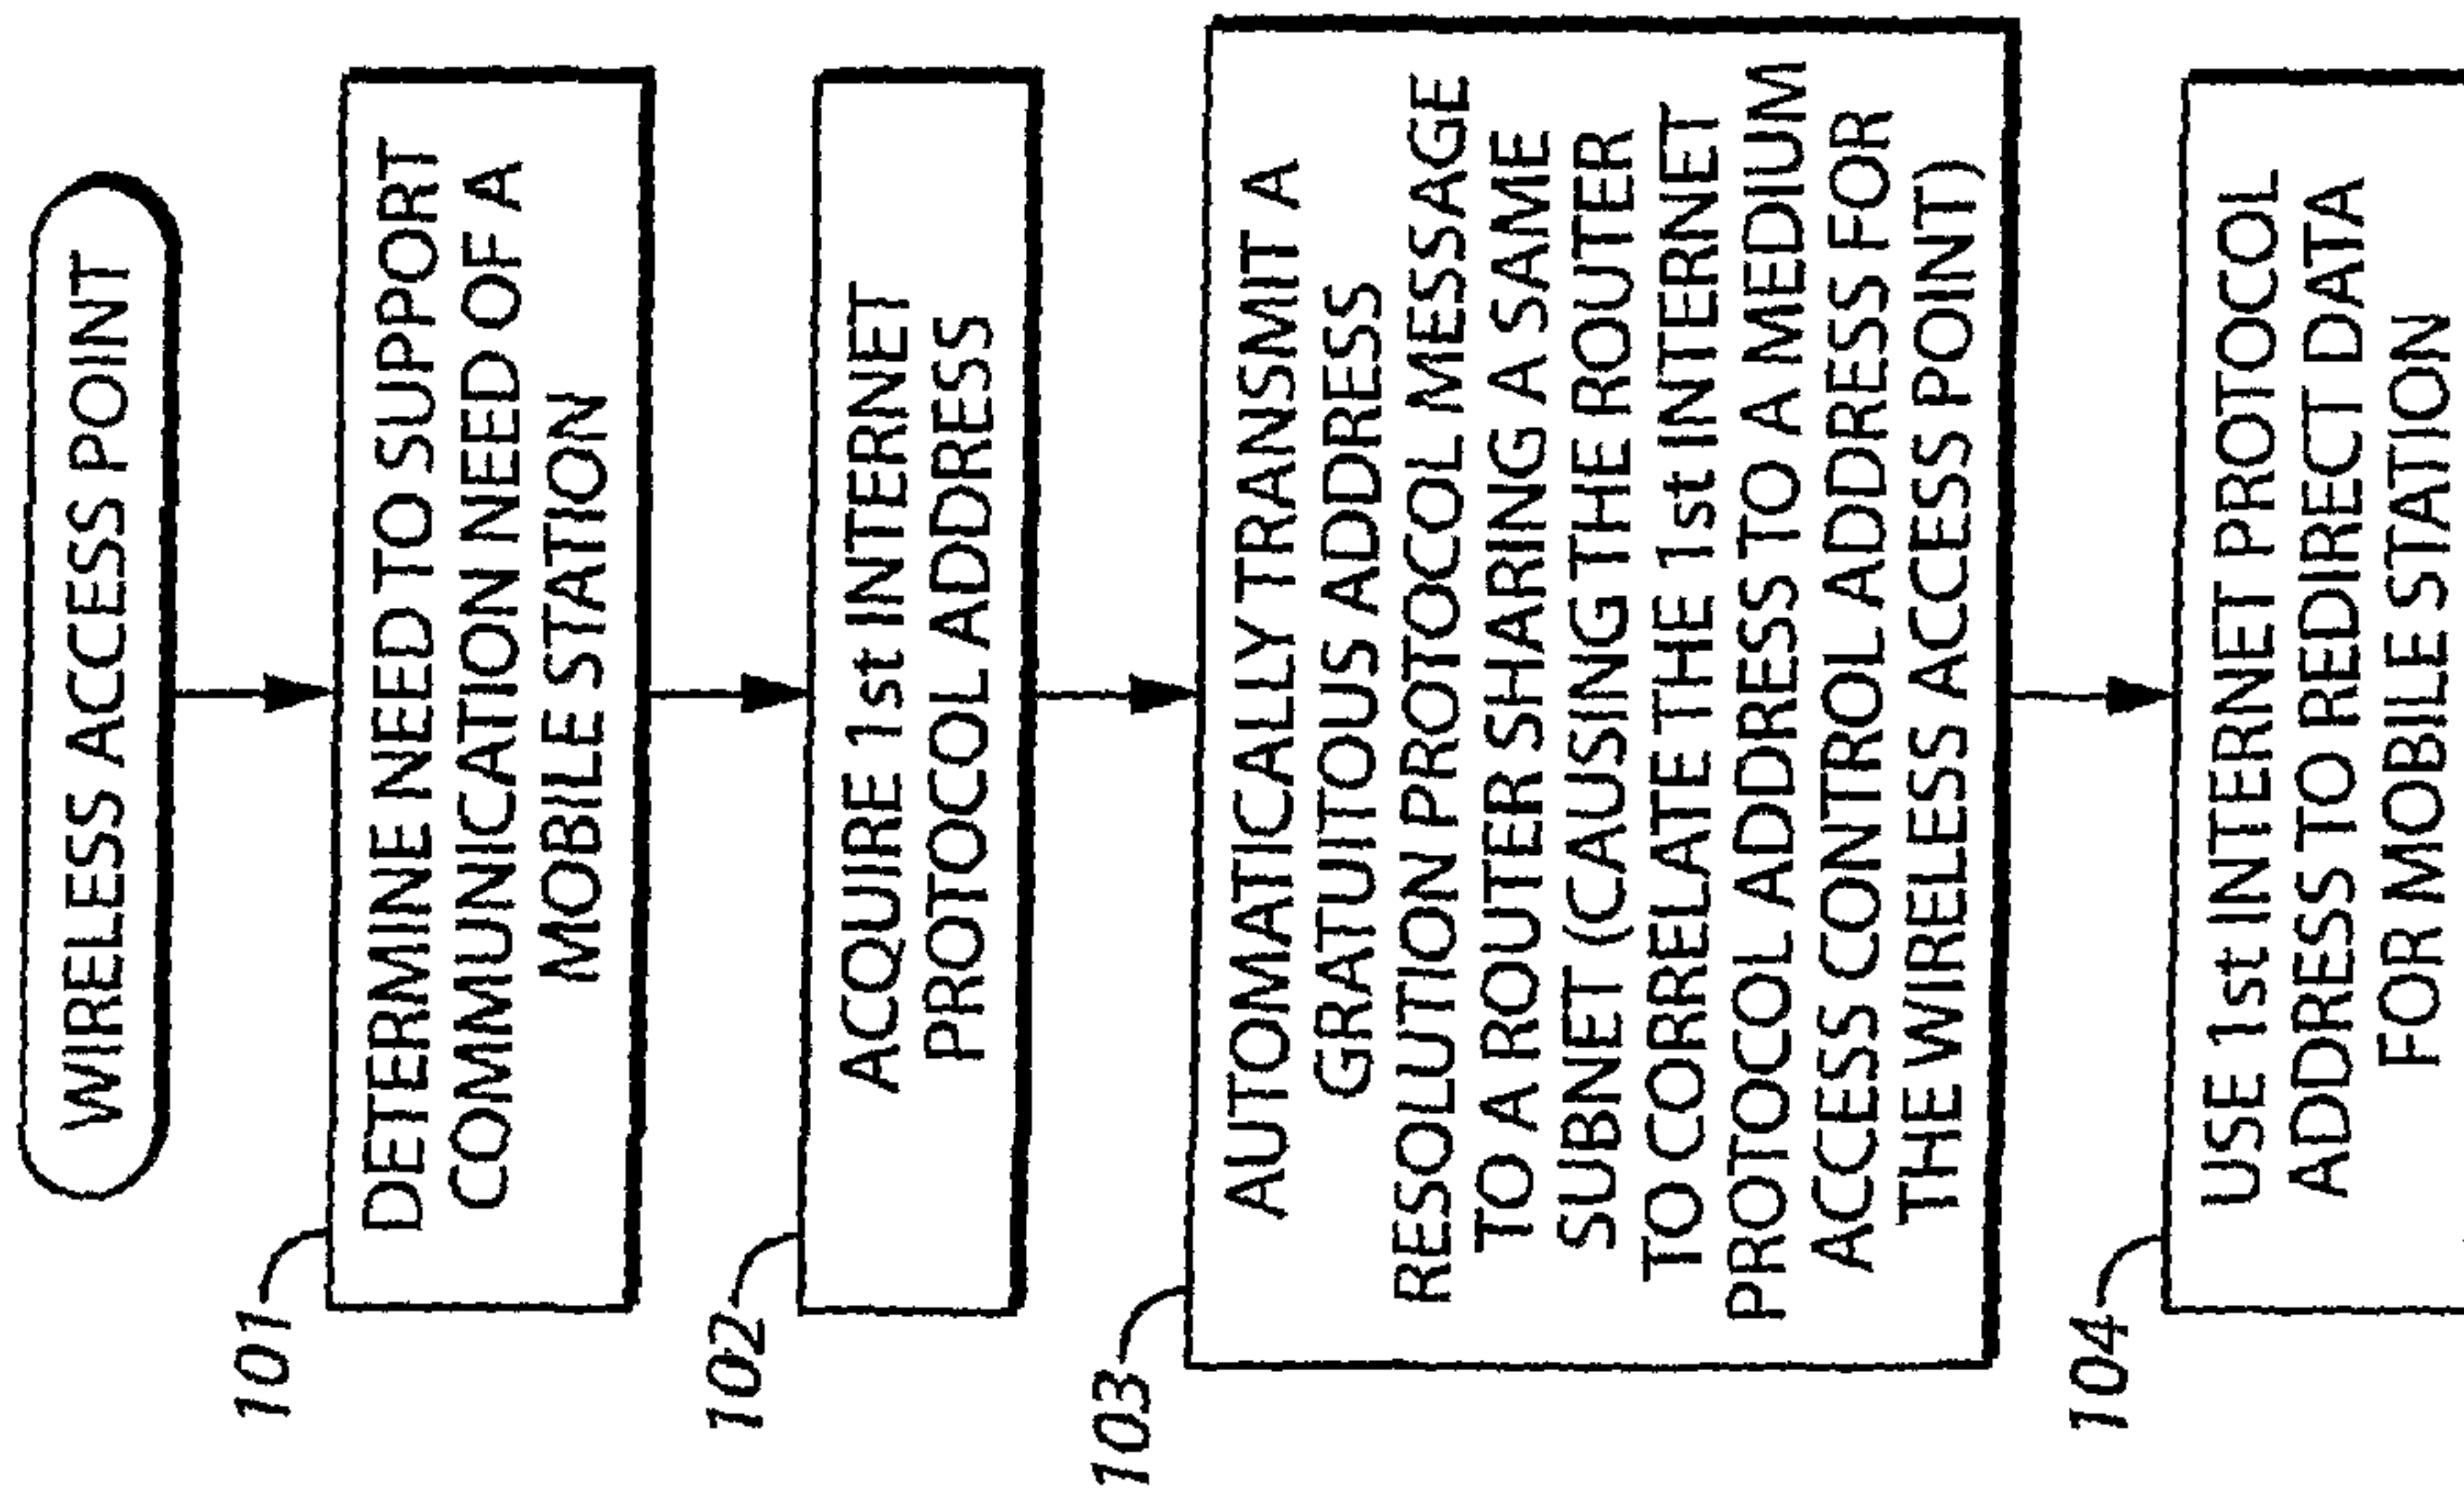 WIRELESS ACCESS POINT
101
DETERMINE NEED TO SUPPORT
COMMUNICATION NEED OF A
MOBILE STATION
102
ACQUIRE 1st INTERNET
PROTOCOL ADDRESS
103
AUTOMATICALLY TRANSMIT A
GRATUITOUS ADDRESS
RESOLUTION PROTOCOL MESSAGE
TO A ROUTER SHARING A SAME
SUBNET (CAUSING THE ROUTER
TO CORRELATE THE 1st INTERNET
PROTOCOL ADDRESS TO A MEDIUM
ACCESS CONTROL ADDRESS FOR
THE WIRELESS ACCESS POINT)
104
USE 1st INTERNET PROTOCOL
ADDRESS TO REDIRECT DATA
FOR MOBILE STATION